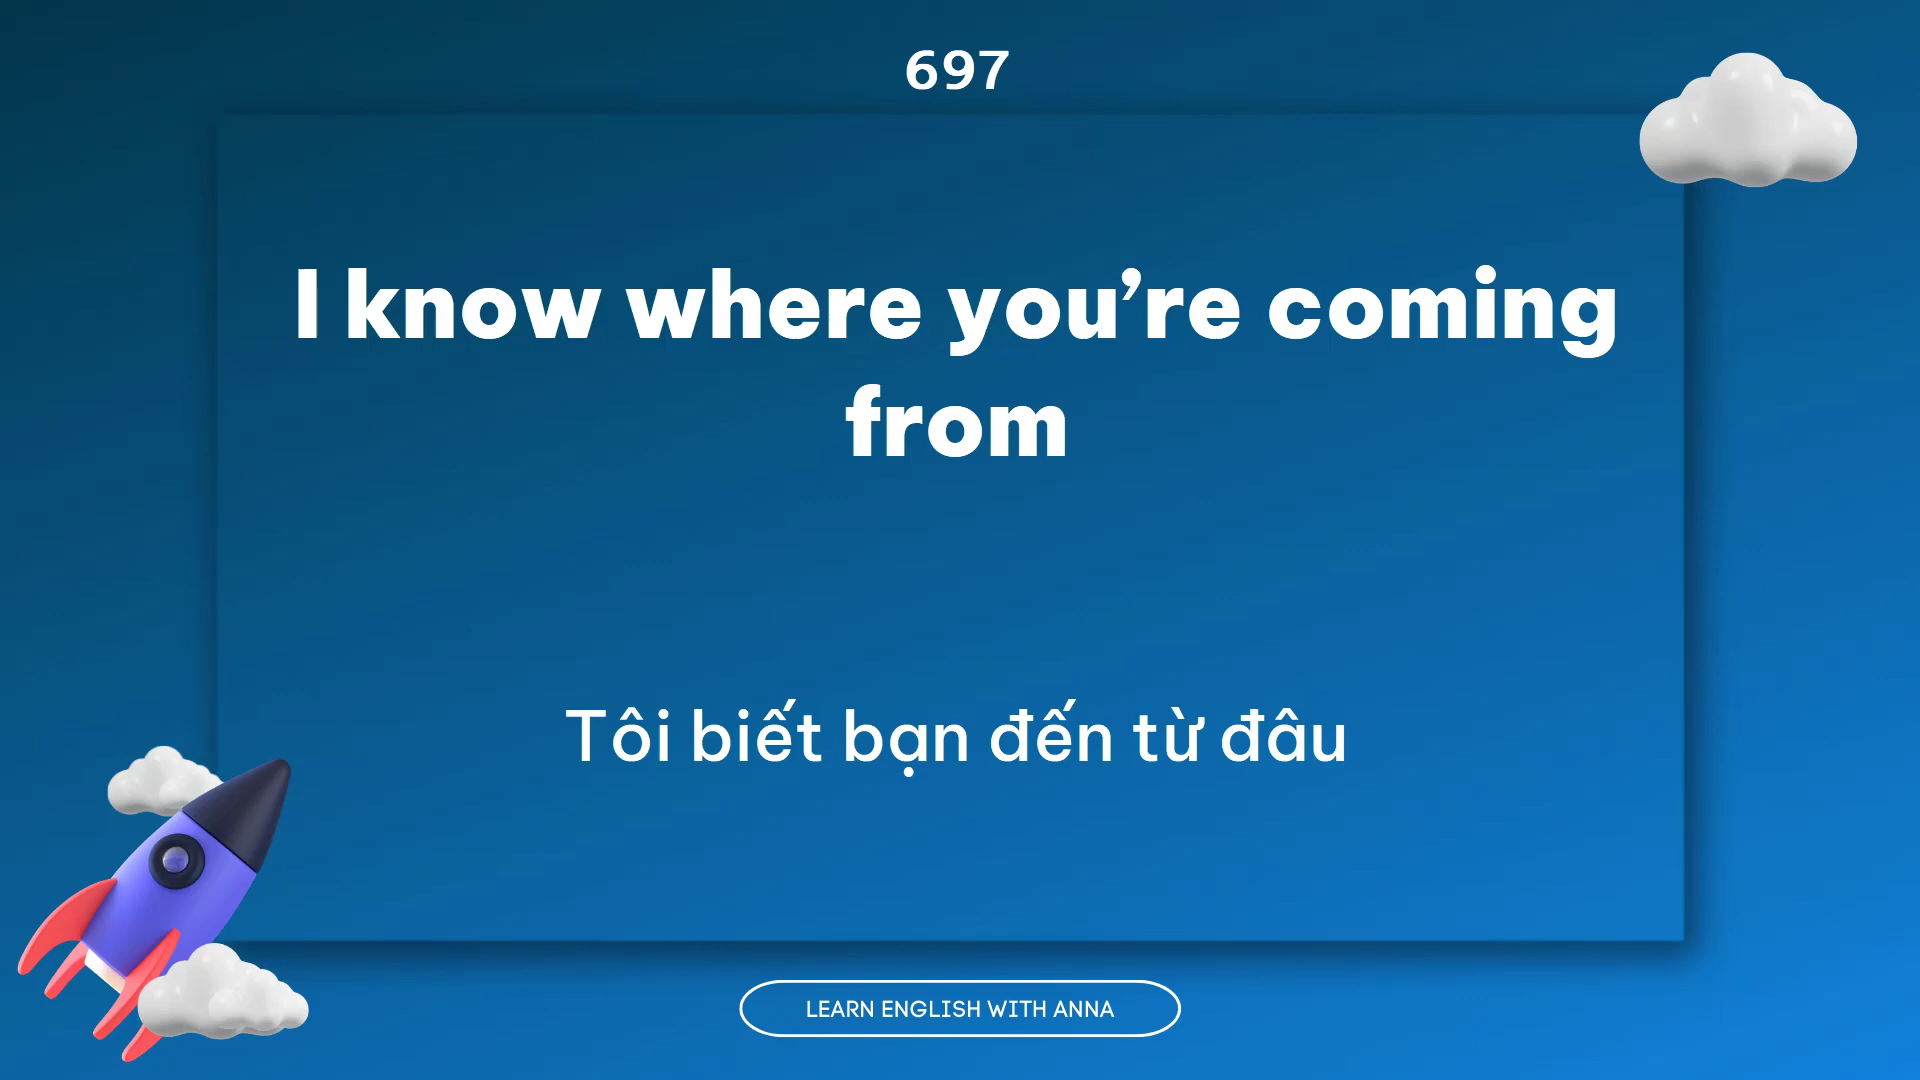 697
I know where you’re coming
from
Tôi biết bạn đến từ đâu
LEARN ENGLISH WITH ANNA